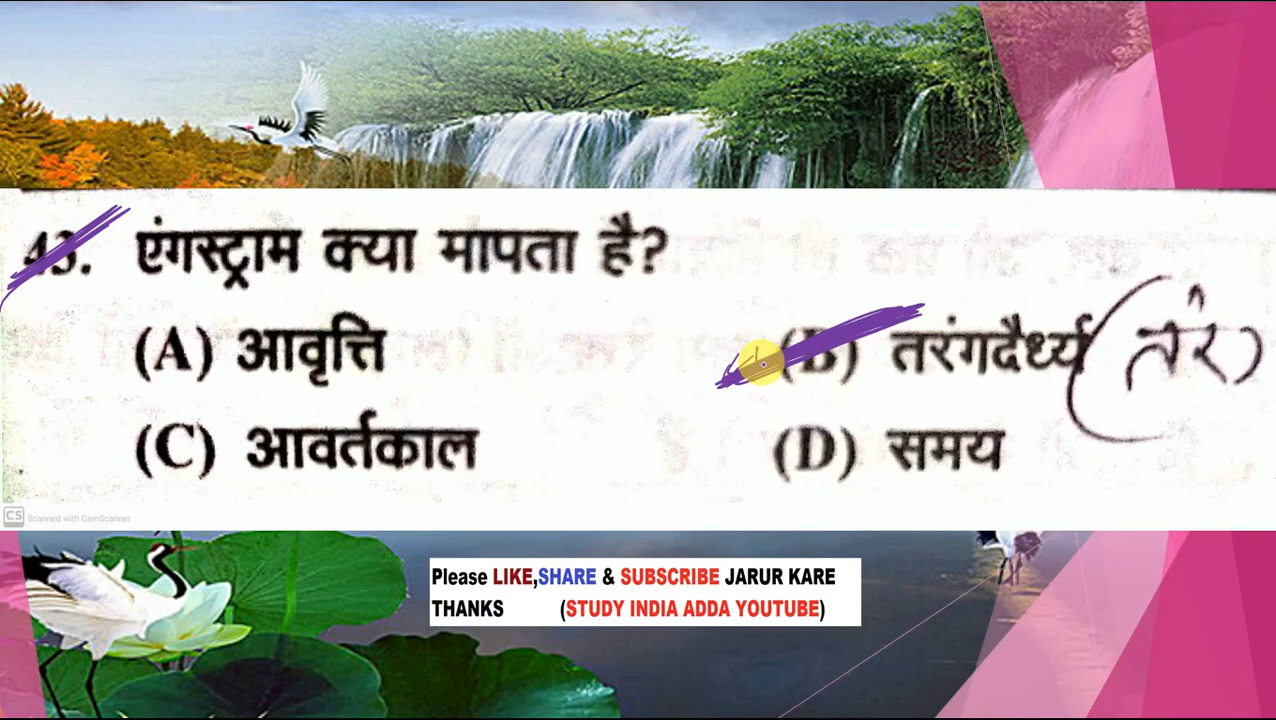 43. एंगस्ट्राम क्या मापता है?
(A) आवृत्ति
(B) तरंगदैर्ध्य (तरं)
(C) आवर्तकाल
(D) समय
CS Scanned with CamScanner
Please LIKE,SHARE & SUBSCRIBE JARUR KARE
THANKS (STUDY INDIA ADDA YOUTUBE)